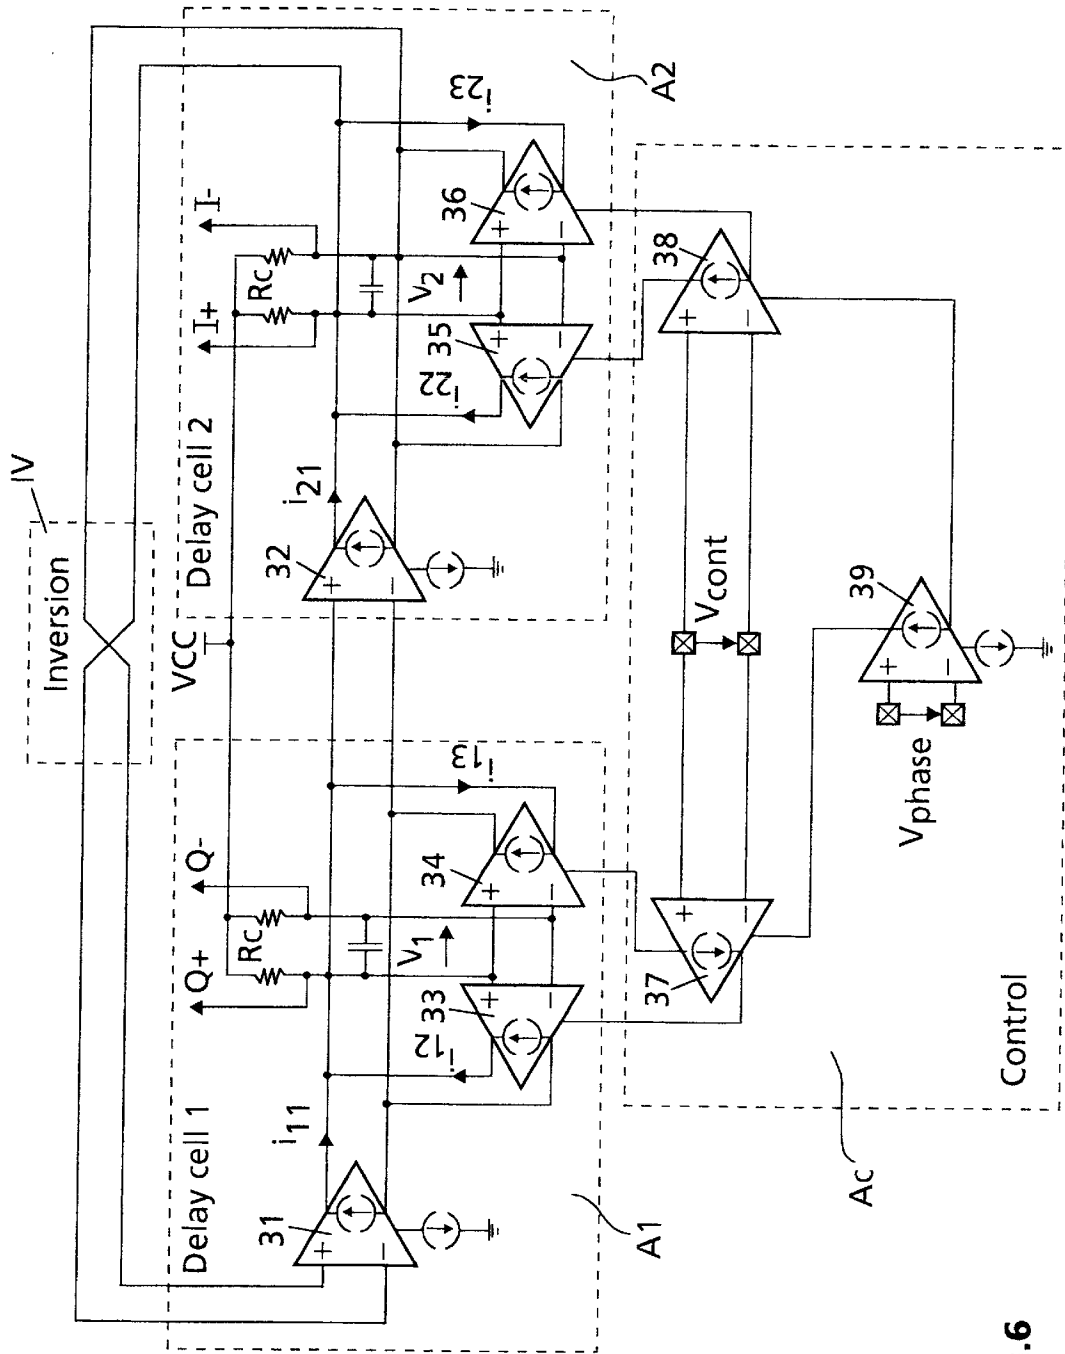 Inversion
IV
Delay cell 1
Q+
Q-
VCC
Delay cell 2
I+
I-
Rc
Rc
i11
i12
i13
i21
i22
i23
31
+
−
32
+
−
V1
V2
33
+
−
34
+
−
35
+
−
36
+
−
A1
A2
37
+
−
38
+
−
Vcont
39
+
−
Vphase
Ac
Control
.6